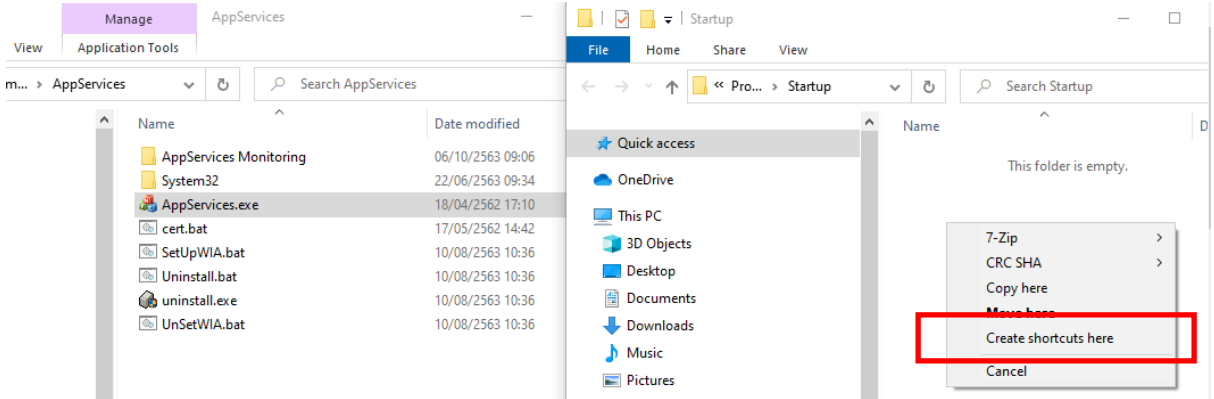 Manage
AppServices
View
Application Tools
m... > AppServices
Search AppServices
Name
Date modified
AppServices Monitoring
06/10/2563 09:06
System32
22/06/2563 09:34
AppServices.exe
18/04/2562 17:10
cert.bat
17/05/2562 14:42
SetUpWIA.bat
10/08/2563 10:36
Uninstall.bat
10/08/2563 10:36
uninstall.exe
10/08/2563 10:36
UnSetWIA.bat
10/08/2563 10:36
Startup
File
Home
Share
View
« Pro... > Startup
Search Startup
Quick access
OneDrive
This PC
3D Objects
Desktop
Documents
Downloads
Music
Pictures
Name
D
This folder is empty.
7-Zip
CRC SHA
Copy here
Move here
Create shortcuts here
Cancel